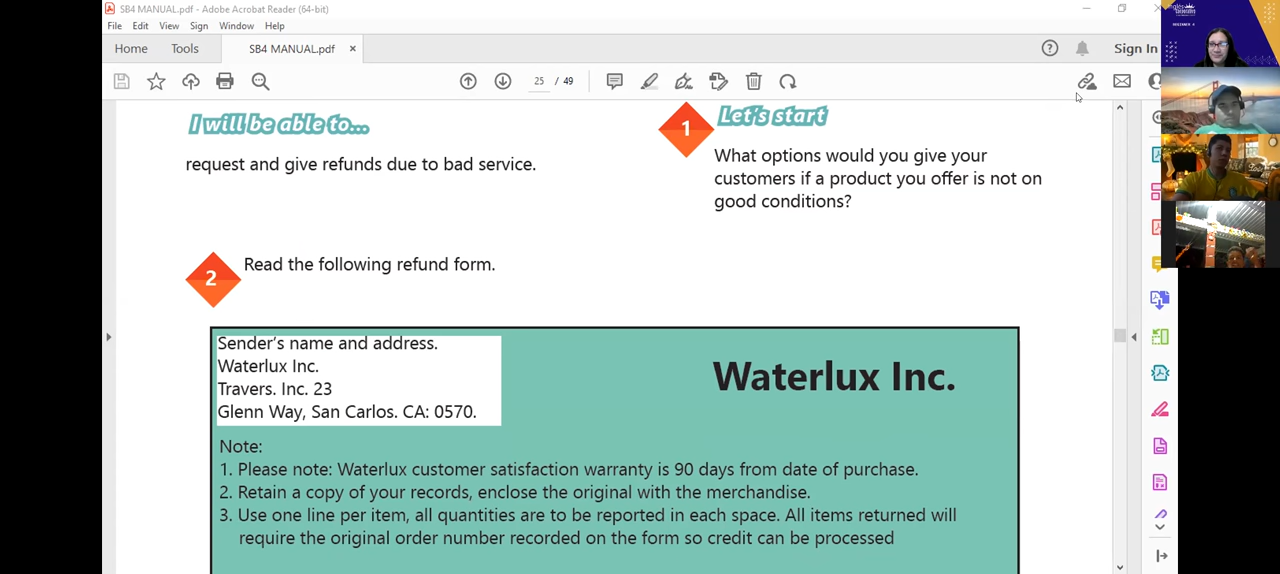 SB4 MANUAL.pdf - Adobe Acrobat Reader (64-bit)
File Edit View Sign Window Help
Home Tools SB4 MANUAL.pdf × Sign In
25 / 49
I will be able to...
request and give refunds due to bad service.
1 Let's start
What options would you give your
customers if a product you offer is not on
good conditions?
2 Read the following refund form.
Sender's name and address.
Waterlux Inc.
Travers. Inc. 23
Glenn Way, San Carlos. CA: 0570.
Waterlux Inc.
Note:
1. Please note: Waterlux customer satisfaction warranty is 90 days from date of purchase.
2. Retain a copy of your records, enclose the original with the merchandise.
3. Use one line per item, all quantities are to be reported in each space. All items returned will
require the original order number recorded on the form so credit can be processed